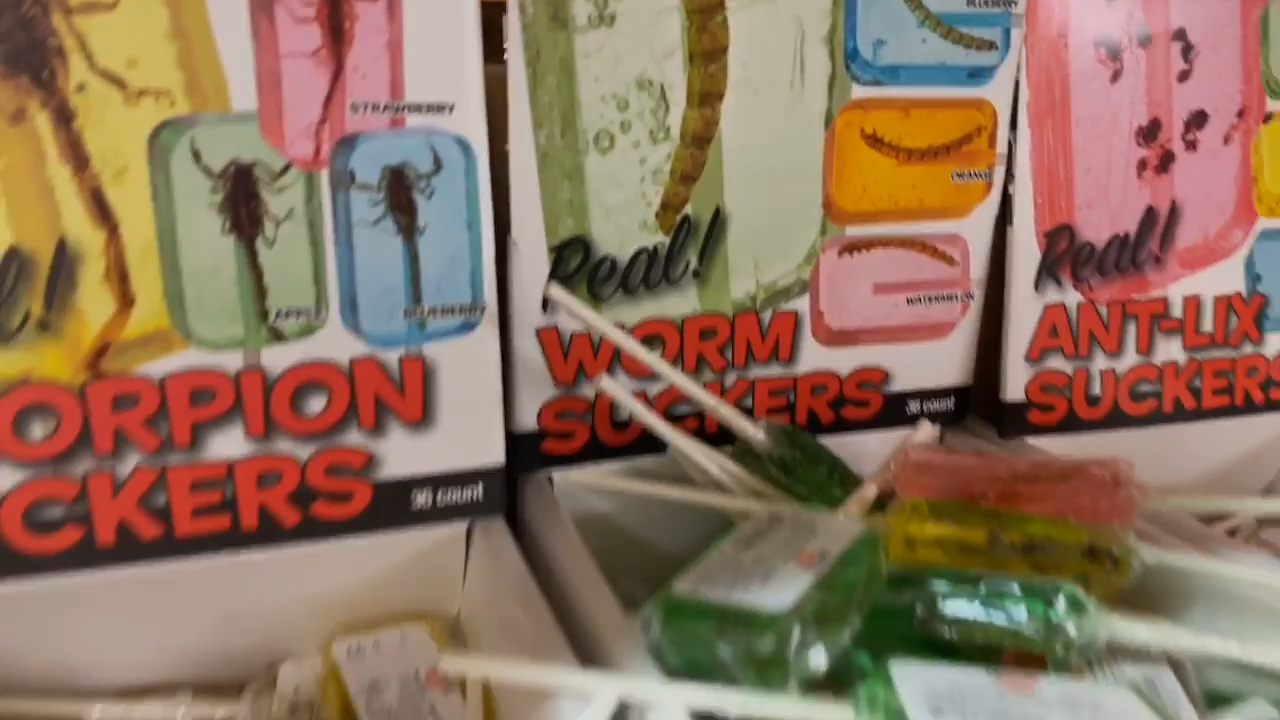 STRAWBERRY
APPLE
BLUEBERRY
l!
ORPION
CKERS
36 count
BLUEBERRY
ORANGE
WATERMELON
Real!
WORM
SUCKERS
36 count
Real!
ANT-LIX
SUCKERS